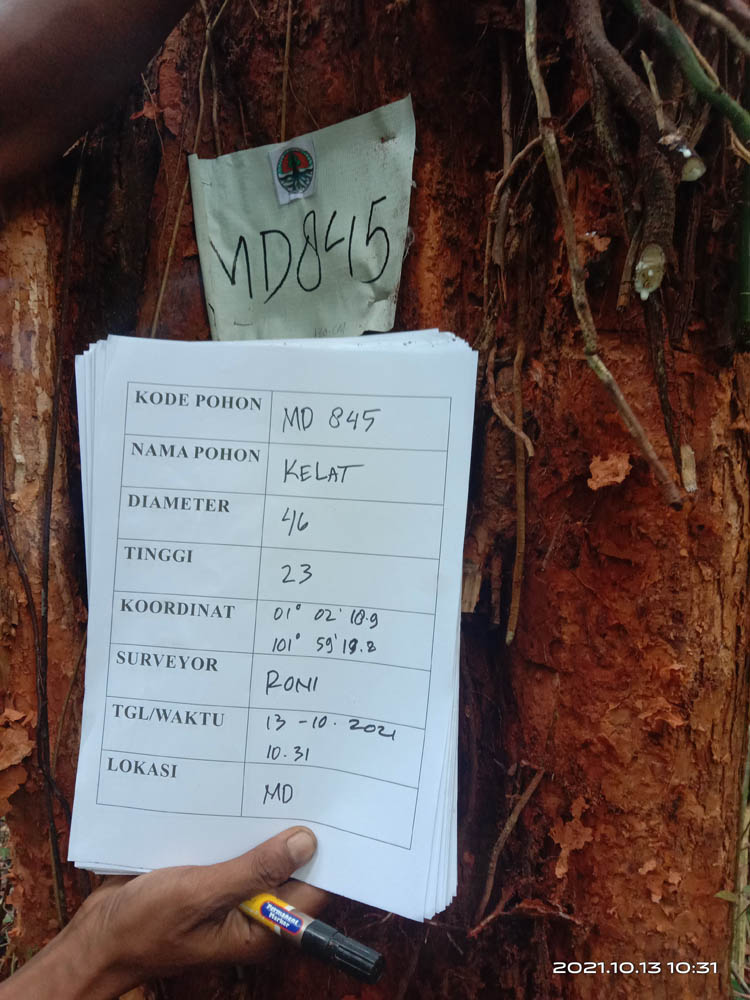 MD845
KODE POHON MD 845
NAMA POHON KELAT
DIAMETER 46
TINGGI 23
KOORDINAT 01° 02' 18.9
101° 59' 18.8
SURVEYOR RONI
TGL/WAKTU 13 -10. 2021
10.31
LOKASI MD
Permanent
Marker
2021.10.13 10:31